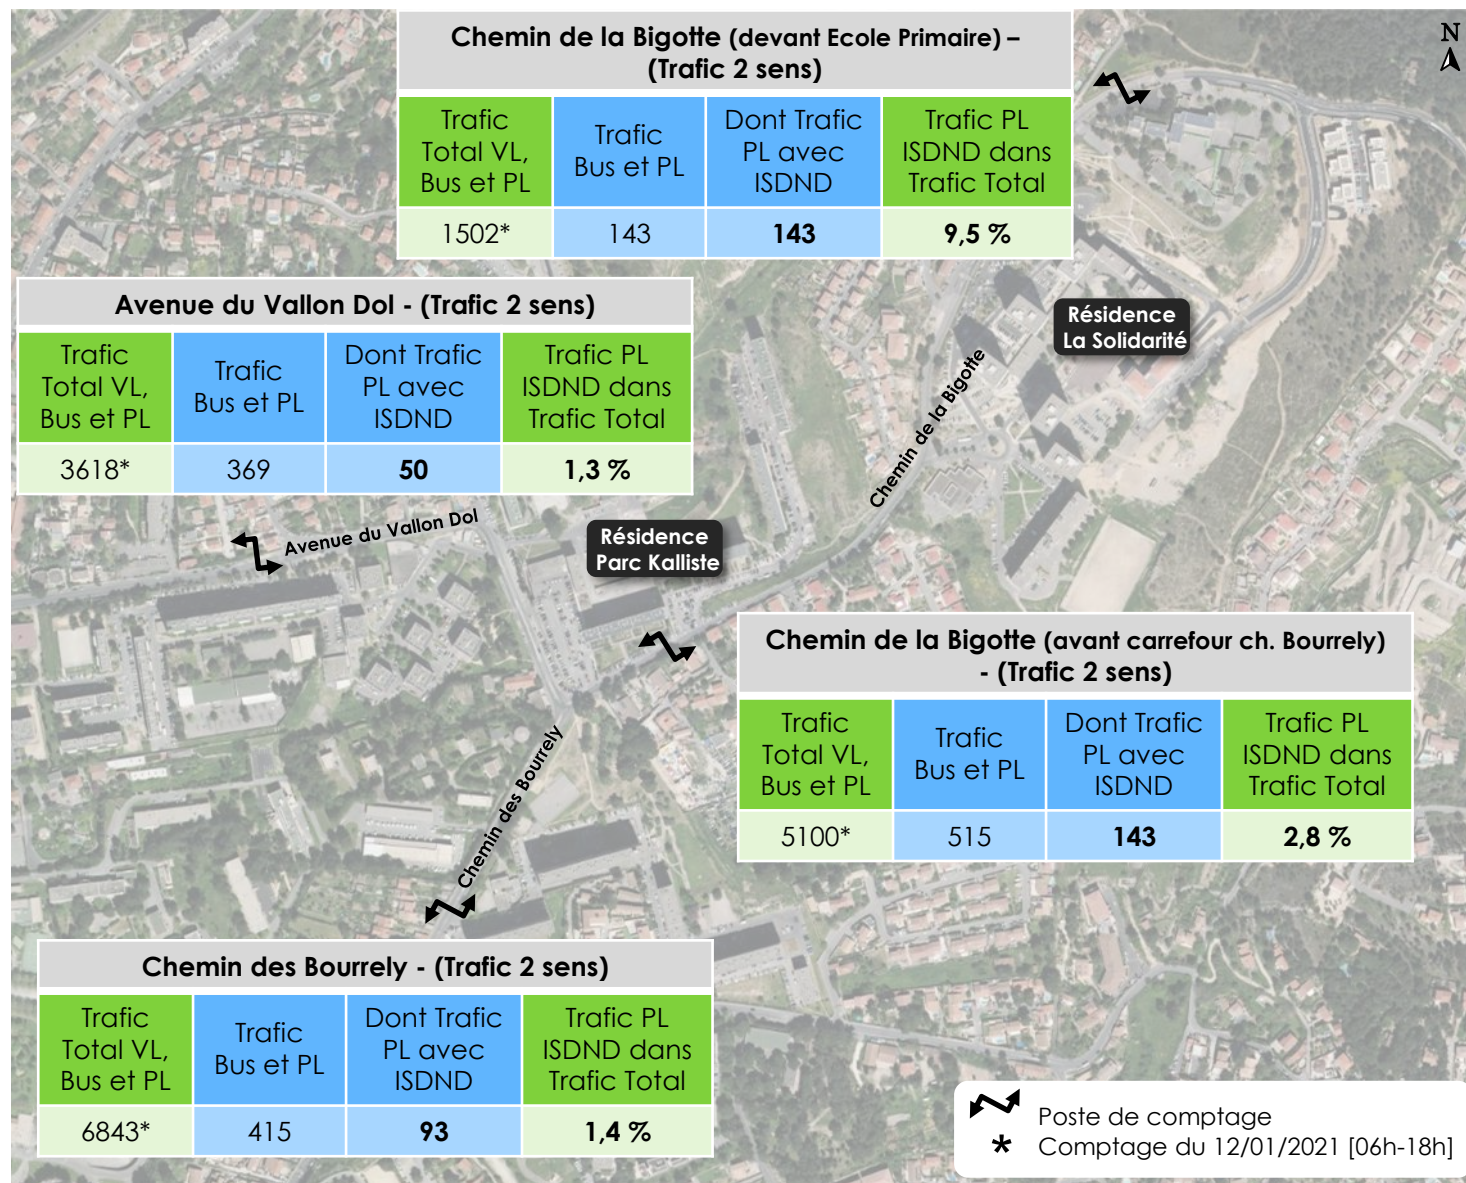 Chemin de la Bigotte (devant Ecole Primaire) –
(Trafic 2 sens)
Trafic
Total VL,
Bus et PL
Trafic
Bus et PL
Dont Trafic
PL avec
ISDND
Trafic PL
ISDND dans
Trafic Total
1502*
143
143
9,5 %
N
Avenue du Vallon Dol - (Trafic 2 sens)
Trafic
Total VL,
Bus et PL
Trafic
Bus et PL
Dont Trafic
PL avec
ISDND
Trafic PL
ISDND dans
Trafic Total
3618*
369
50
1,3 %
Résidence
La Solidarité
Chemin de la Bigotte
Avenue du Vallon Dol
Résidence
Parc Kalliste
Chemin de la Bigotte (avant carrefour ch. Bourrely)
- (Trafic 2 sens)
Trafic
Total VL,
Bus et PL
Trafic
Bus et PL
Dont Trafic
PL avec
ISDND
Trafic PL
ISDND dans
Trafic Total
5100*
515
143
2,8 %
Chemin des Bourrely
Chemin des Bourrely - (Trafic 2 sens)
Trafic
Total VL,
Bus et PL
Trafic
Bus et PL
Dont Trafic
PL avec
ISDND
Trafic PL
ISDND dans
Trafic Total
6843*
415
93
1,4 %
Poste de comptage
* Comptage du 12/01/2021 [06h-18h]